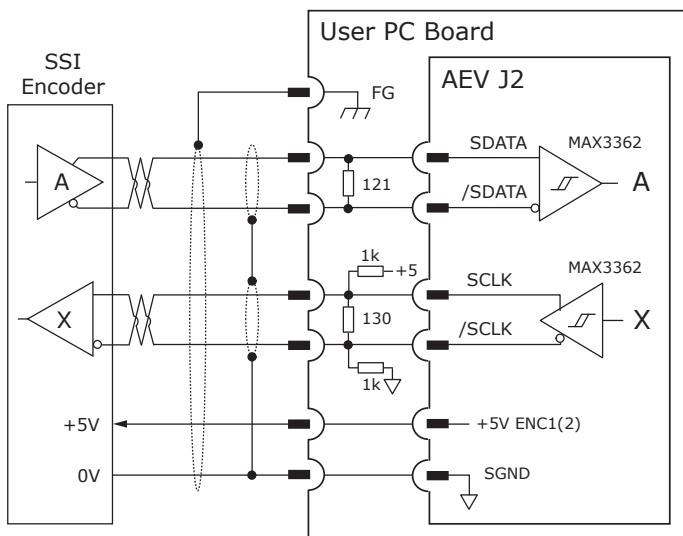 User PC Board
SSI
Encoder
AEV J2
FG
SDATA
MAX3362
A
121
A
/SDATA
1k
+5
SCLK
MAX3362
X
130
X
/SCLK
1k
+5V
+5V ENC1(2)
0V
SGND